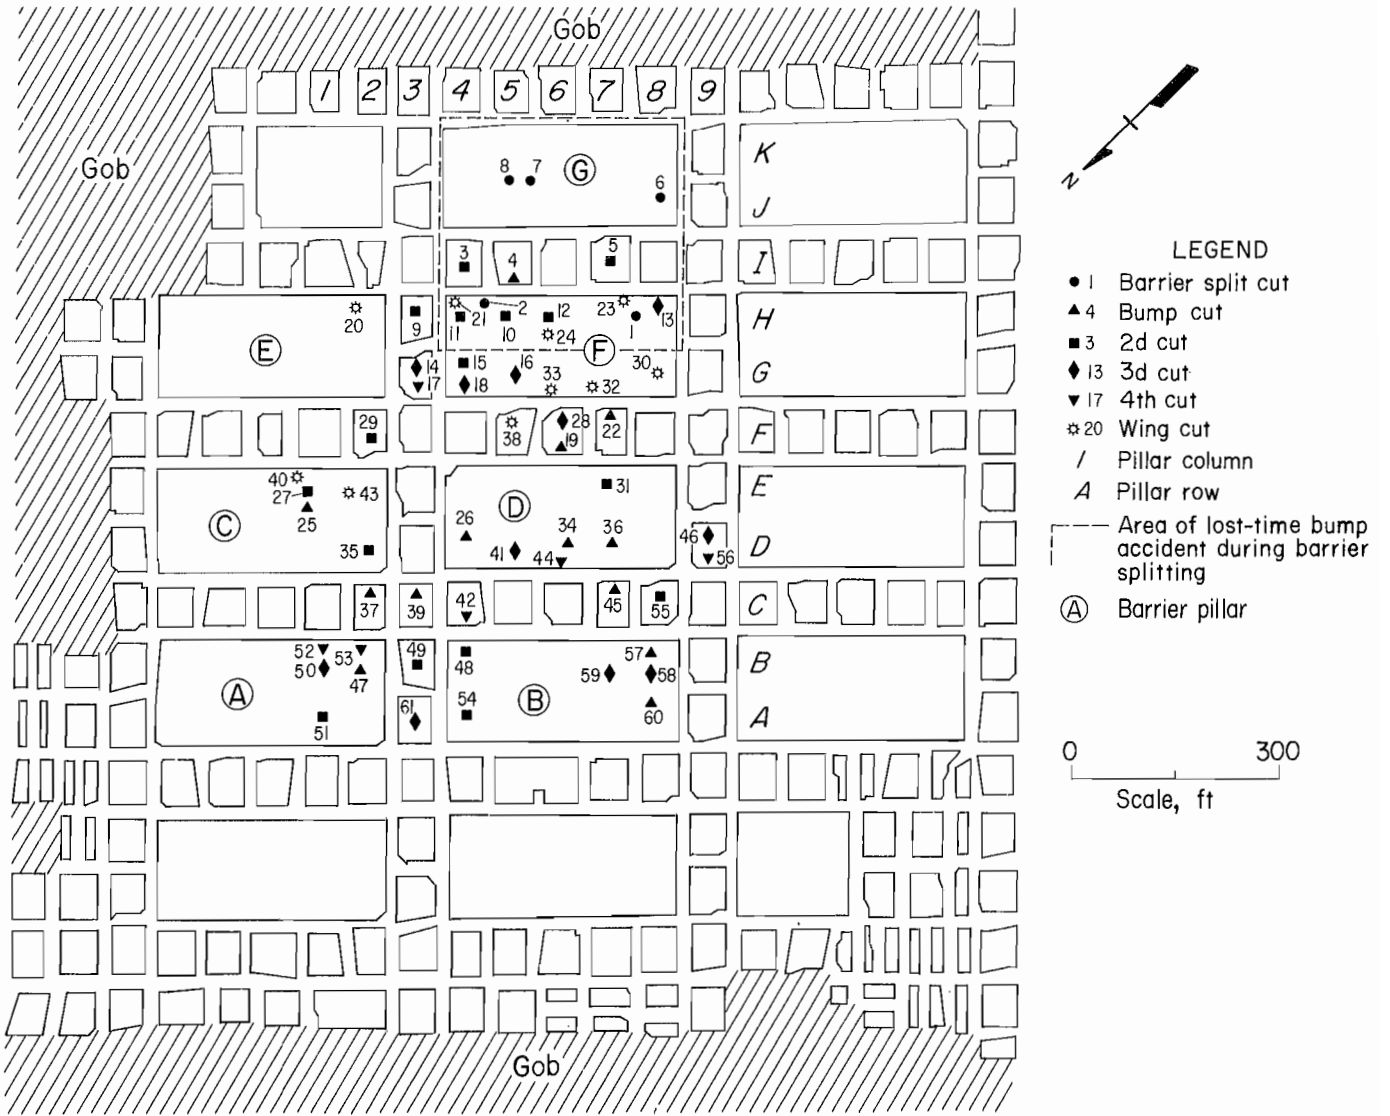 Gob
Gob
1 2 3 4 5 6 7 8 9
K
8 7 G 6
J
3 4 5 I
20 9 11 21 2 10 12 24 23 1 13 H
E F
14 17 15 18 16 33 32 30 G
29 38 28 19 22 F
40 27 43 25 31 E
C D
35 26 41 34 44 36 46 56 D
37 39 42 45 55 C
52 53 50 47 49 48 59 57 58 B
A B
51 61 54 60 A
Gob
N
LEGEND
1 Barrier split cut
4 Bump cut
3 2d cut
13 3d cut
17 4th cut
20 Wing cut
1 Pillar column
A Pillar row
Area of lost-time bump
accident during barrier
splitting
A Barrier pillar
0 300
Scale, ft